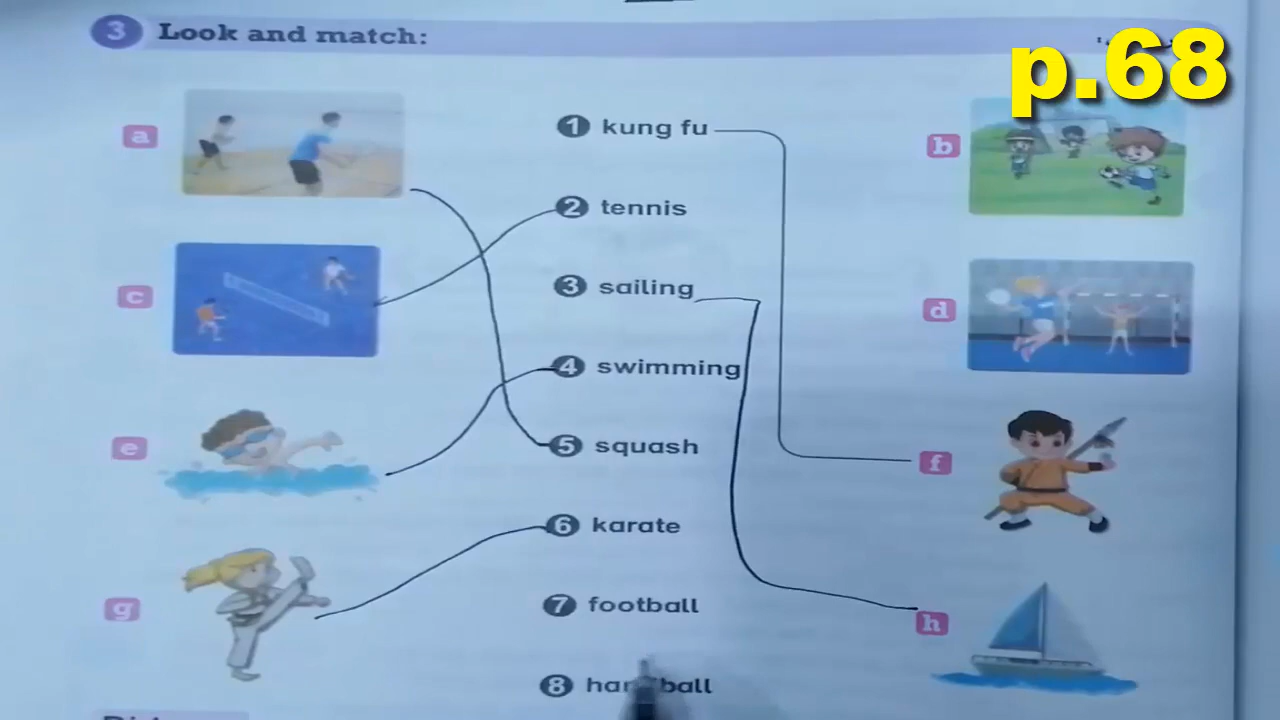 3 Look and match:
p.68
a
1 kung fu
b
2 tennis
c
3 sailing
d
4 swimming
e
5 squash
f
6 karate
g
7 football
h
8